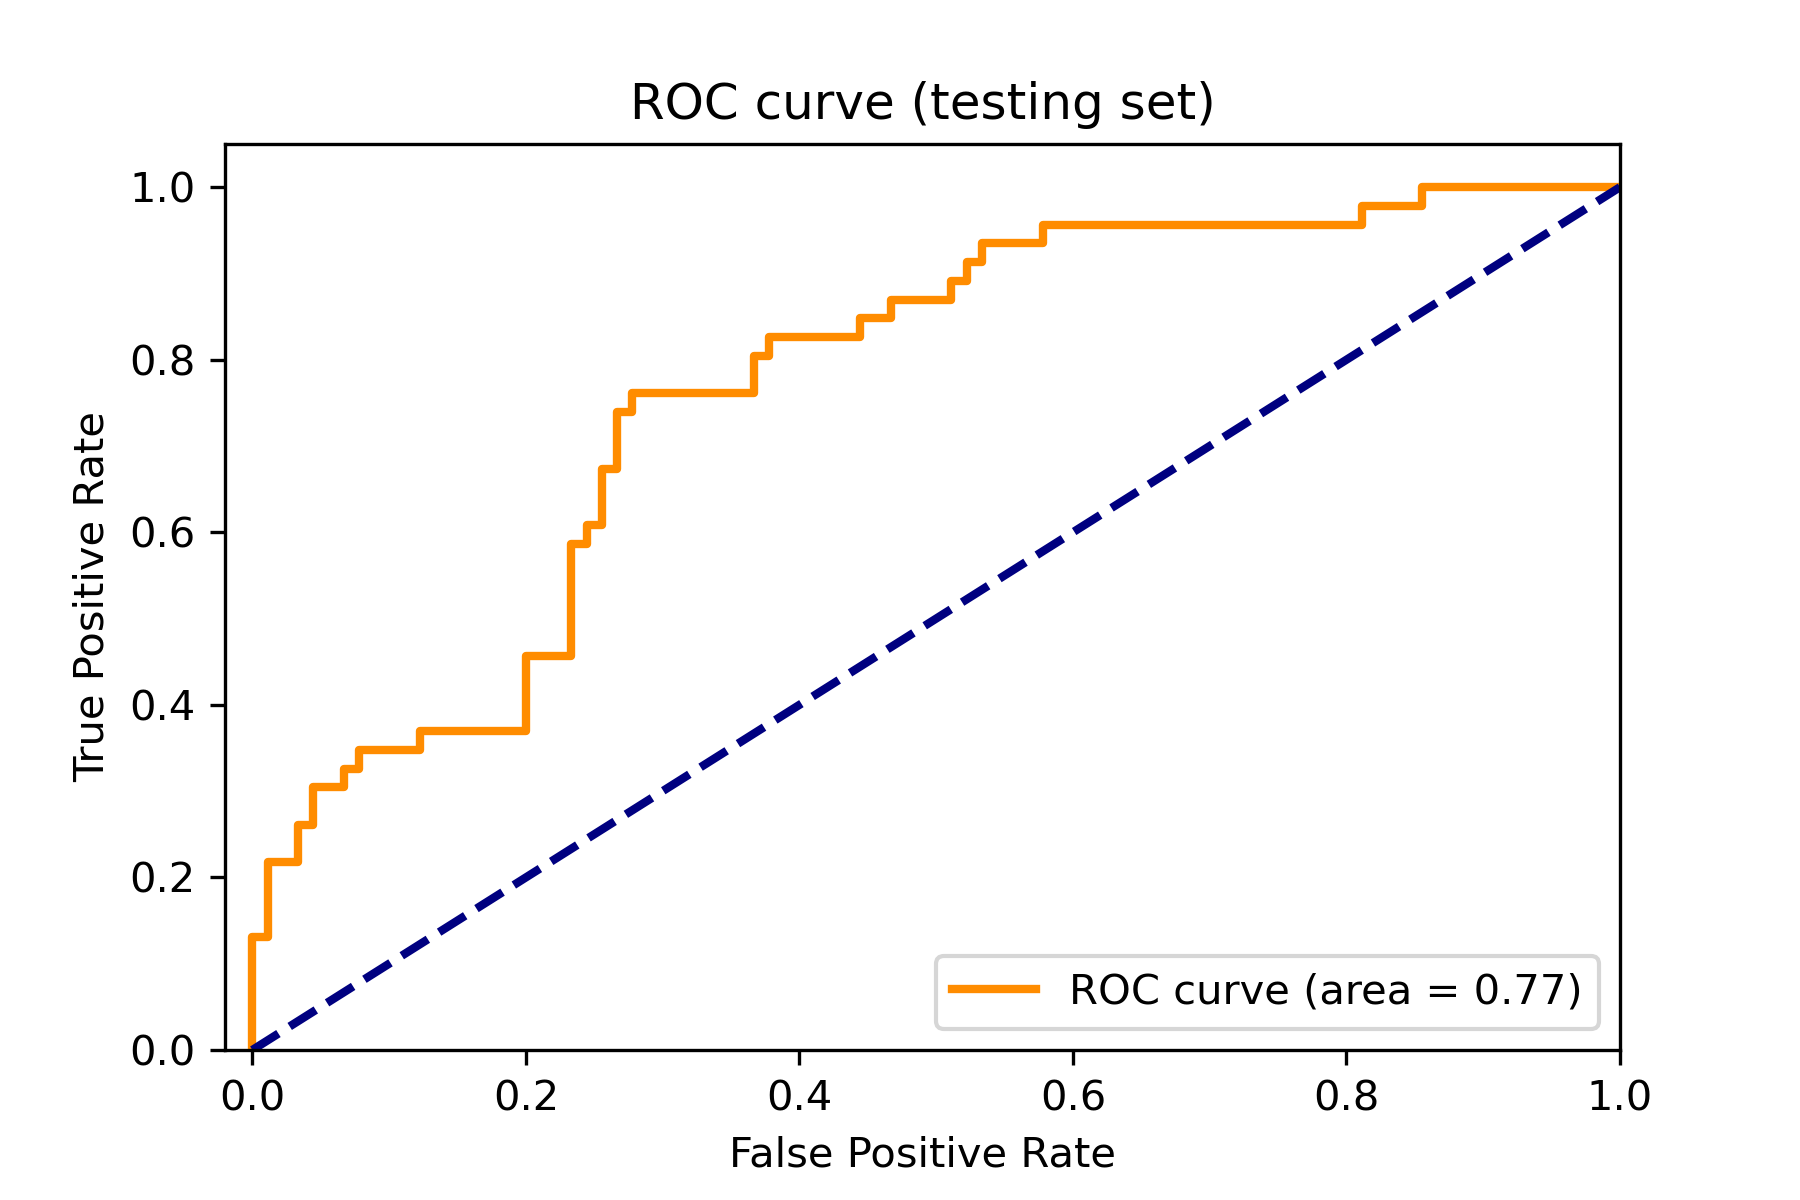 ROC curve (testing set)
1.0
0.8
0.6
0.4
0.2
0.0
True Positive Rate
ROC curve (area = 0.77)
0.0 0.2 0.4 0.6 0.8 1.0
False Positive Rate